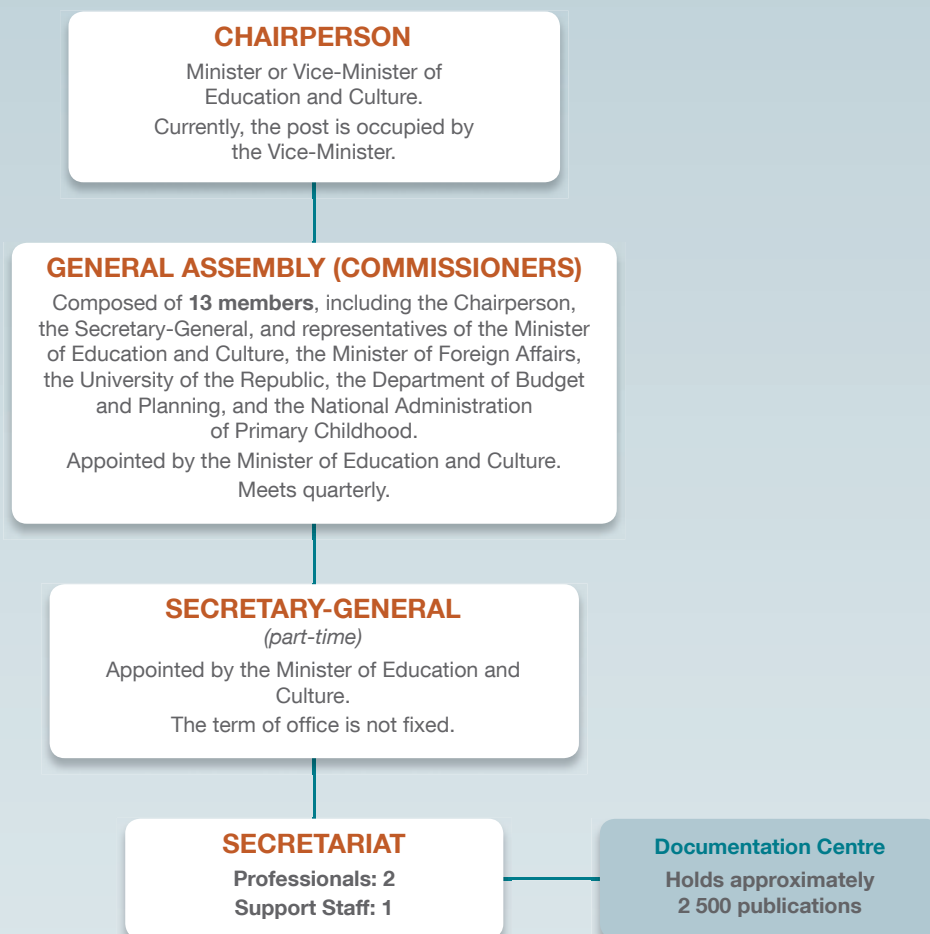 CHAIRPERSON
Minister or Vice-Minister of
Education and Culture.
Currently, the post is occupied by
the Vice-Minister.
GENERAL ASSEMBLY (COMMISSIONERS)
Composed of 13 members, including the Chairperson,
the Secretary-General, and representatives of the Minister
of Education and Culture, the Minister of Foreign Affairs,
the University of the Republic, the Department of Budget
and Planning, and the National Administration
of Primary Childhood.
Appointed by the Minister of Education and Culture.
Meets quarterly.
SECRETARY-GENERAL
(part-time)
Appointed by the Minister of Education and
Culture.
The term of office is not fixed.
SECRETARIAT
Professionals: 2
Support Staff: 1
Documentation Centre
Holds approximately
2 500 publications